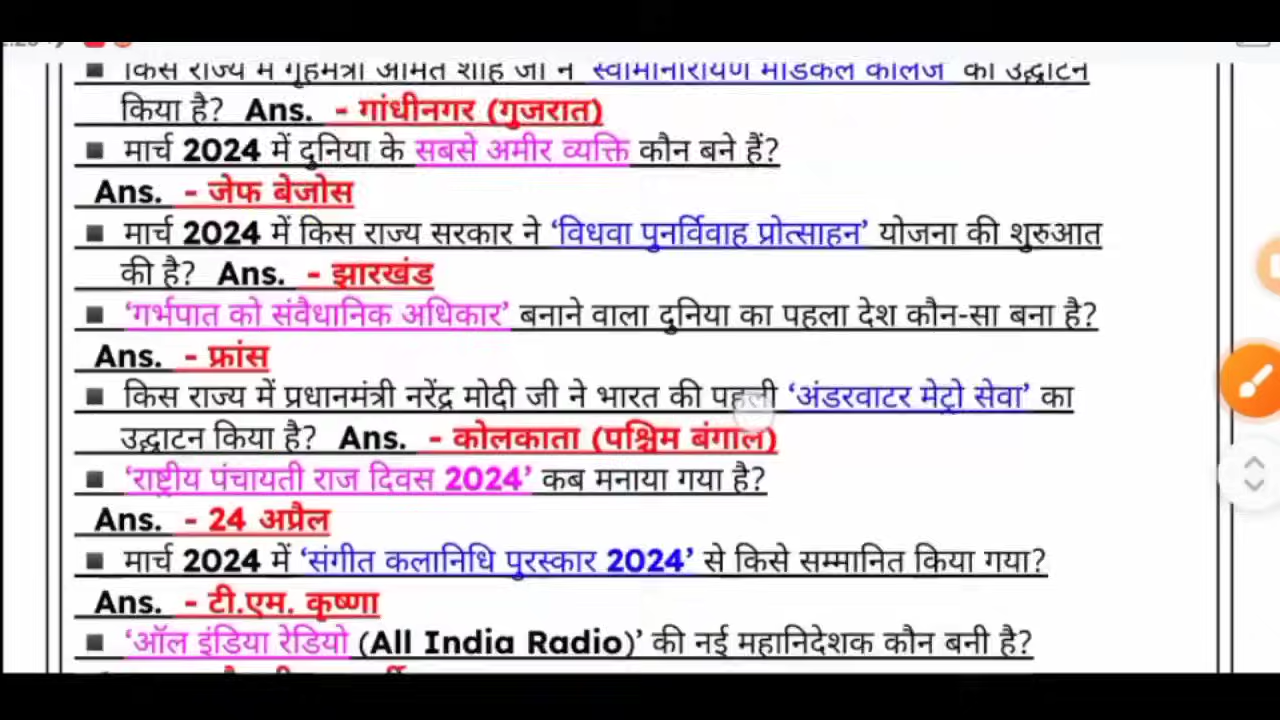 ▪ किस राज्य में गृहमंत्री अमित शाह जी ने ‘स्वामीनारायण मेडिकल कॉलेज’ का उद्घाटन
किया है? Ans. - गांधीनगर (गुजरात)
▪ मार्च 2024 में दुनिया के सबसे अमीर व्यक्ति कौन बने हैं?
Ans. - जेफ बेजोस
▪ मार्च 2024 में किस राज्य सरकार ने ‘विधवा पुनर्विवाह प्रोत्साहन’ योजना की शुरुआत
की है? Ans. - झारखंड
▪ ‘गर्भपात को संवैधानिक अधिकार’ बनाने वाला दुनिया का पहला देश कौन-सा बना है?
Ans. - फ्रांस
▪ किस राज्य में प्रधानमंत्री नरेंद्र मोदी जी ने भारत की पहली ‘अंडरवाटर मेट्रो सेवा’ का
उद्घाटन किया है? Ans. - कोलकाता (पश्चिम बंगाल)
▪ ‘राष्ट्रीय पंचायती राज दिवस 2024’ कब मनाया गया है?
Ans. - 24 अप्रैल
▪ मार्च 2024 में ‘संगीत कलानिधि पुरस्कार 2024’ से किसे सम्मानित किया गया?
Ans. - टी.एम. कृष्णा
▪ ‘ऑल इंडिया रेडियो (All India Radio)’ की नई महानिदेशक कौन बनी है?